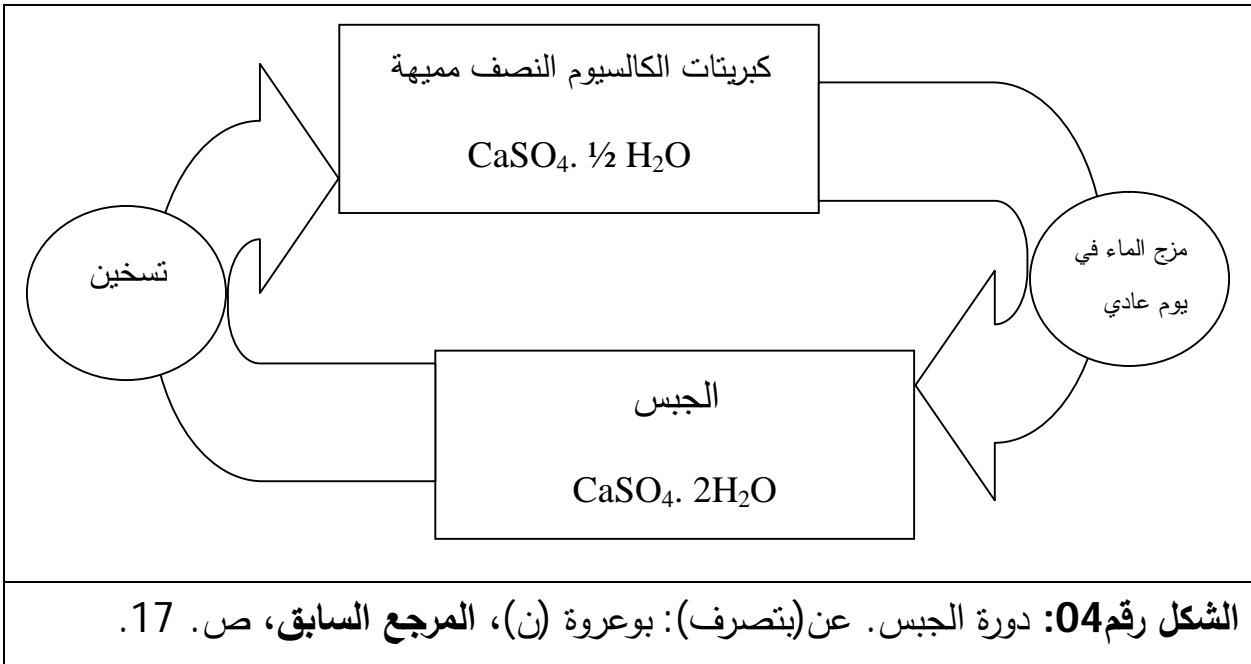 كبريتات الكالسيوم النصف مميهة
CaSO₄. ½ H₂O
تسخين
مزج الماء في
يوم عادي
الجبس
CaSO₄. 2H₂O
الشكل رقم04: دورة الجبس. عن(بتصرف): بوعروة (ن)، المرجع السابق، ص. 17.